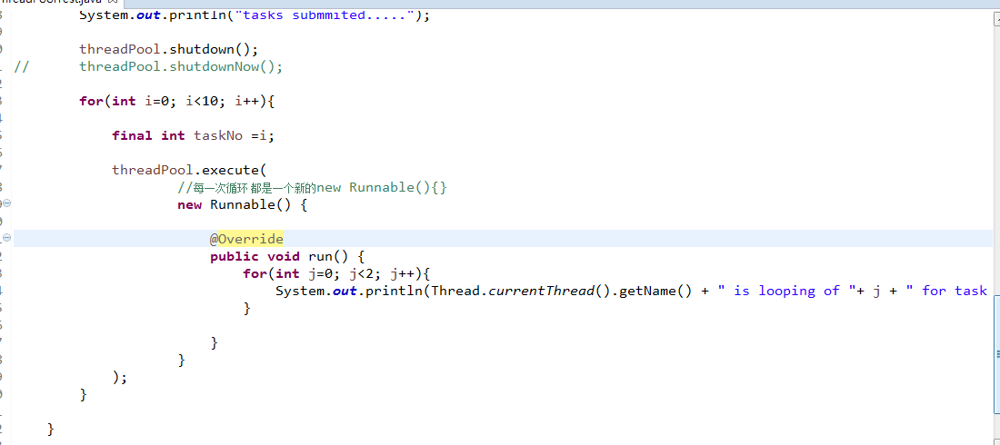 System.out.println("tasks submmited.....");
threadPool.shutdown();
// threadPool.shutdownNow();
for(int i=0; i<10; i++){
final int taskNo =i;
threadPool.execute(
//每一次循环 都是一个新的new Runnable(){}
new Runnable() {
@Override
public void run() {
for(int j=0; j<2; j++){
System.out.println(Thread.currentThread().getName() + " is looping of "+ j + " for task
}
}
}
);
}
}